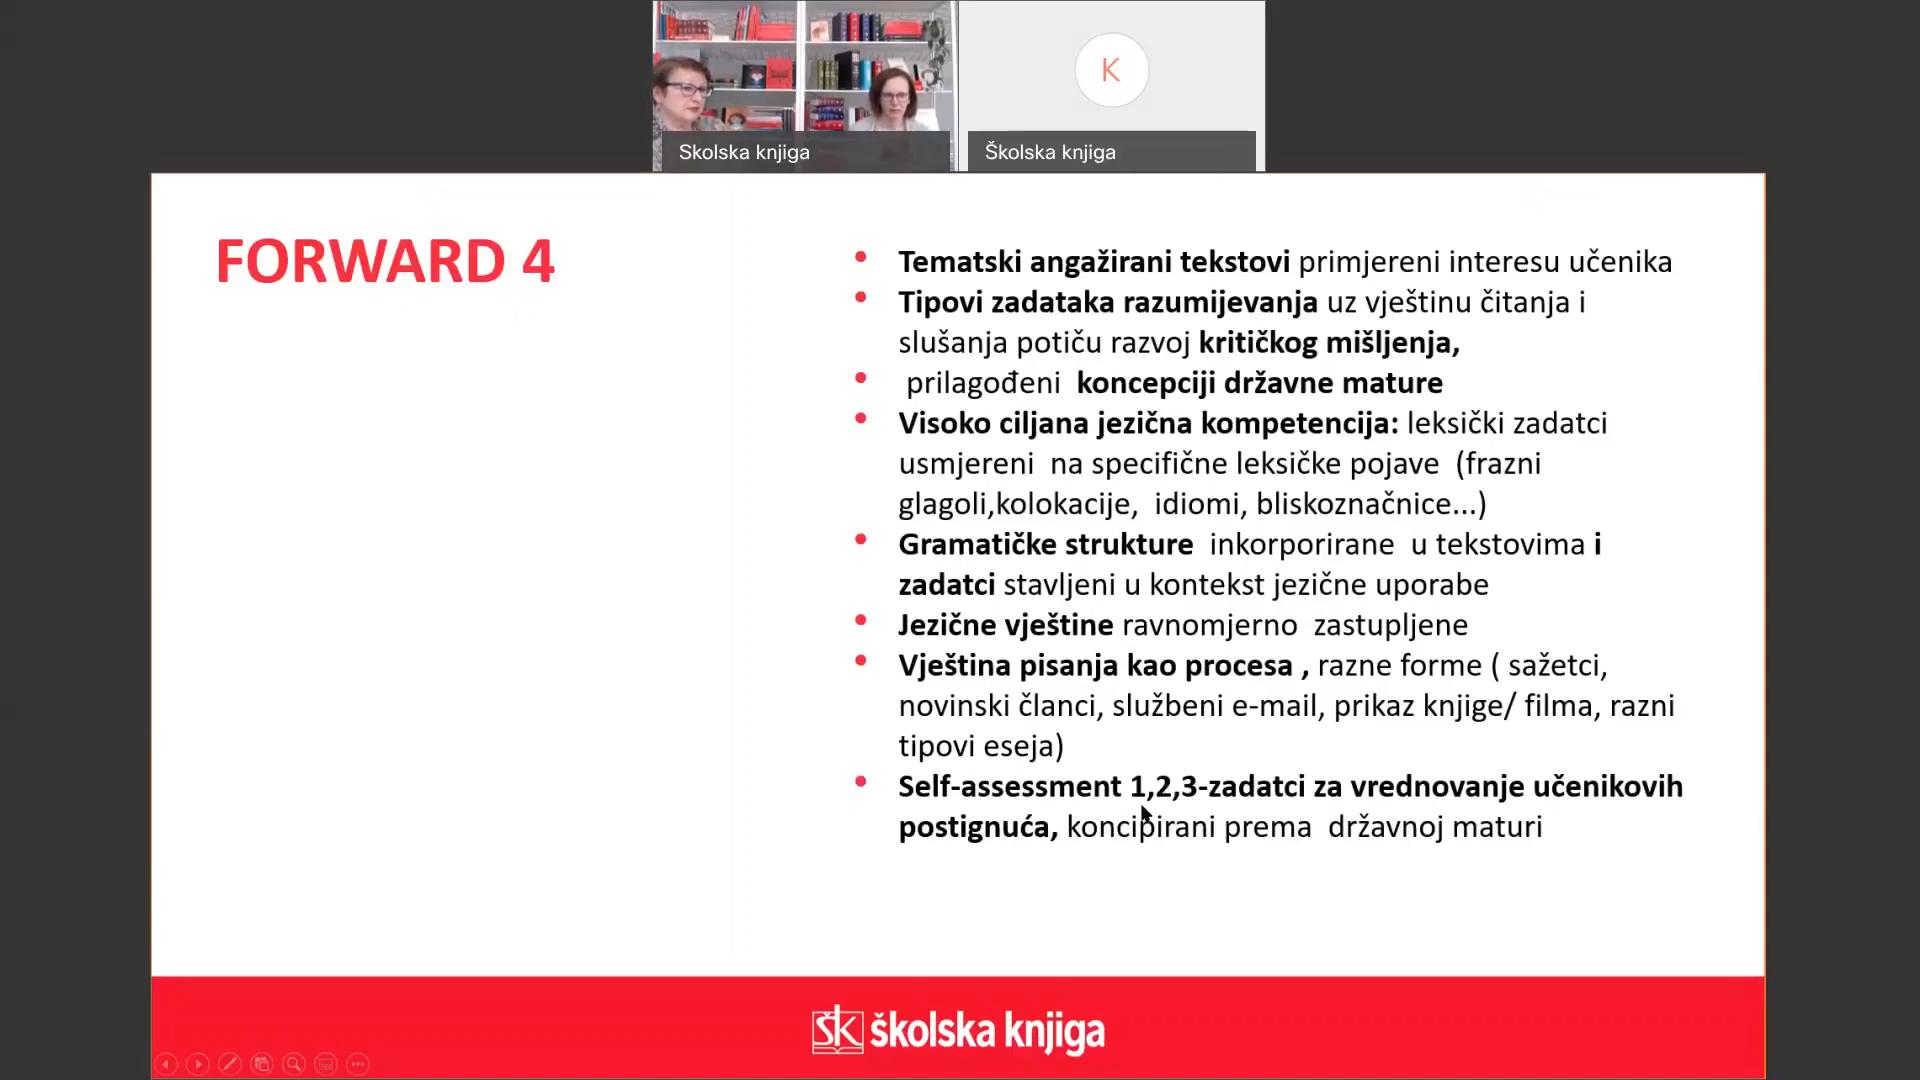 K
Skolska knjiga
Školska knjiga
FORWARD 4
• Tematski angažirani tekstovi primjereni interesu učenika
• Tipovi zadataka razumijevanja uz vještinu čitanja i
slušanja potiču razvoj kritičkog mišljenja,
• prilagođeni koncepciji državne mature
• Visoko ciljana jezična kompetencija: leksički zadatci
usmjereni na specifične leksičke pojave (frazni
glagoli,kolokacije, idiomi, bliskoznačnice...)
• Gramatičke strukture inkorporirane u tekstovima i
zadatci stavljeni u kontekst jezične uporabe
• Jezične vještine ravnomjerno zastupljene
• Vještina pisanja kao procesa , razne forme ( sažetci,
novinski članci, službeni e-mail, prikaz knjige/ filma, razni
tipovi eseja)
• Self-assessment 1,2,3-zadatci za vrednovanje učenikovih
postignuća, koncipirani prema državnoj maturi
ŠK školska knjiga